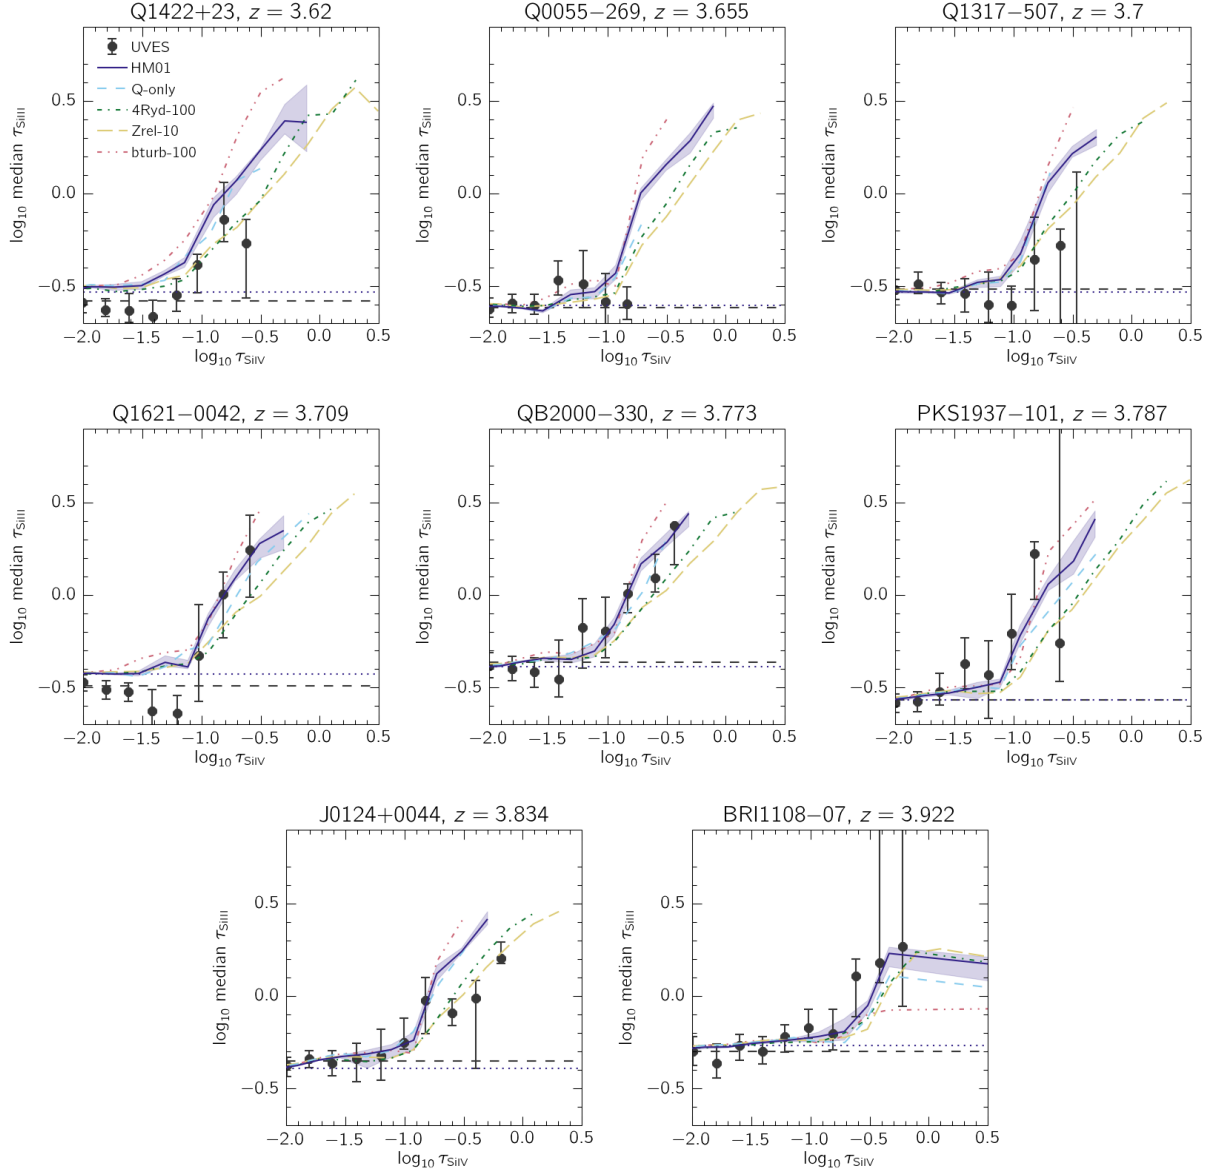 Q1422+23, z = 3.62
Q0055−269, z = 3.655
Q1317−507, z = 3.7
UVES
HM01
Q-only
4Ryd-100
Zrel-10
bturb-100
0.5
0.0
−0.5
log10 median τSiIII
−2.0 −1.5 −1.0 −0.5 0.0 0.5
log10 τSiIV
0.5
0.0
−0.5
log10 median τSiIII
−2.0 −1.5 −1.0 −0.5 0.0 0.5
log10 τSiIV
0.5
0.0
−0.5
log10 median τSiIII
−2.0 −1.5 −1.0 −0.5 0.0 0.5
log10 τSiIV
Q1621−0042, z = 3.709
QB2000−330, z = 3.773
PKS1937−101, z = 3.787
0.5
0.0
−0.5
log10 median τSiIII
−2.0 −1.5 −1.0 −0.5 0.0 0.5
log10 τSiIV
0.5
0.0
−0.5
log10 median τSiIII
−2.0 −1.5 −1.0 −0.5 0.0 0.5
log10 τSiIV
0.5
0.0
−0.5
log10 median τSiIII
−2.0 −1.5 −1.0 −0.5 0.0 0.5
log10 τSiIV
J0124+0044, z = 3.834
BRI1108−07, z = 3.922
0.5
0.0
−0.5
log10 median τSiIII
−2.0 −1.5 −1.0 −0.5 0.0 0.5
log10 τSiIV
0.5
0.0
−0.5
log10 median τSiIII
−2.0 −1.5 −1.0 −0.5 0.0 0.5
log10 τSiIV